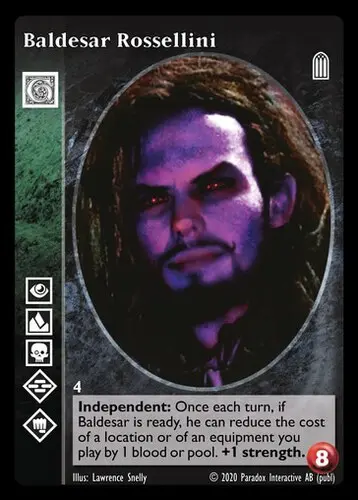 Baldesar Rossellini
4
Independent: Once each turn, if
Baldesar is ready, he can reduce the cost
of a location or of an equipment you
play by 1 blood or pool. +1 strength.
8
Illus: Lawrence Snelly © 2020 Paradox Interactive AB (publ)